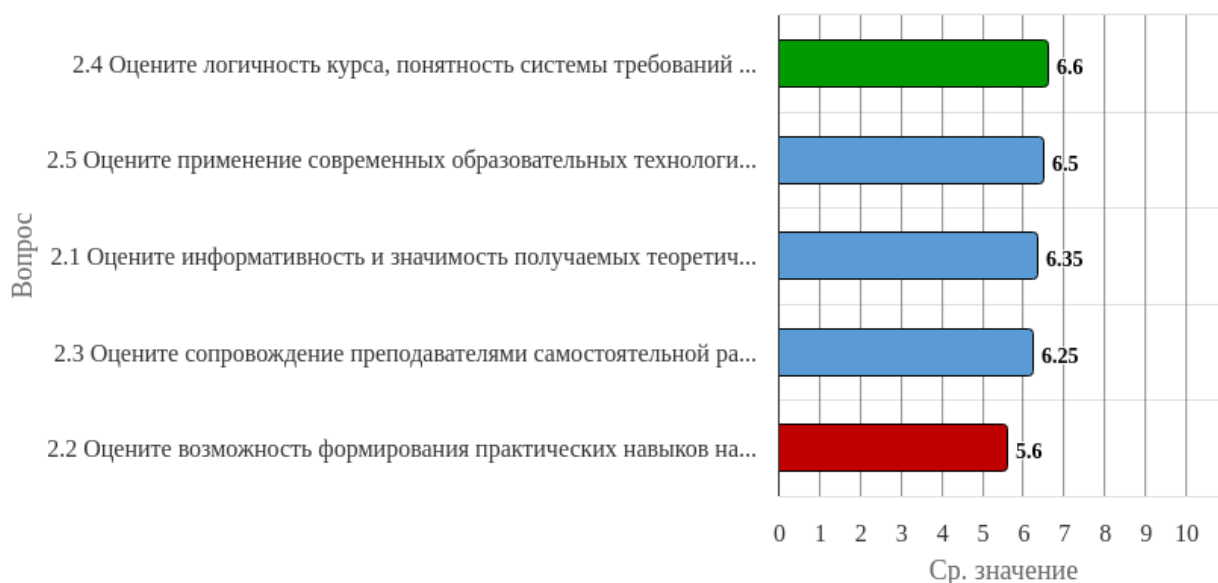 2.4 Оцените логичность курса, понятность системы требований ...
6.6
2.5 Оцените применение современных образовательных технологи...
6.5
Вопрос
2.1 Оцените информативность и значимость получаемых теоретич...
6.35
2.3 Оцените сопровождение преподавателями самостоятельной ра...
6.25
2.2 Оцените возможность формирования практических навыков на...
5.6
0 1 2 3 4 5 6 7 8 9 10
Ср. значение